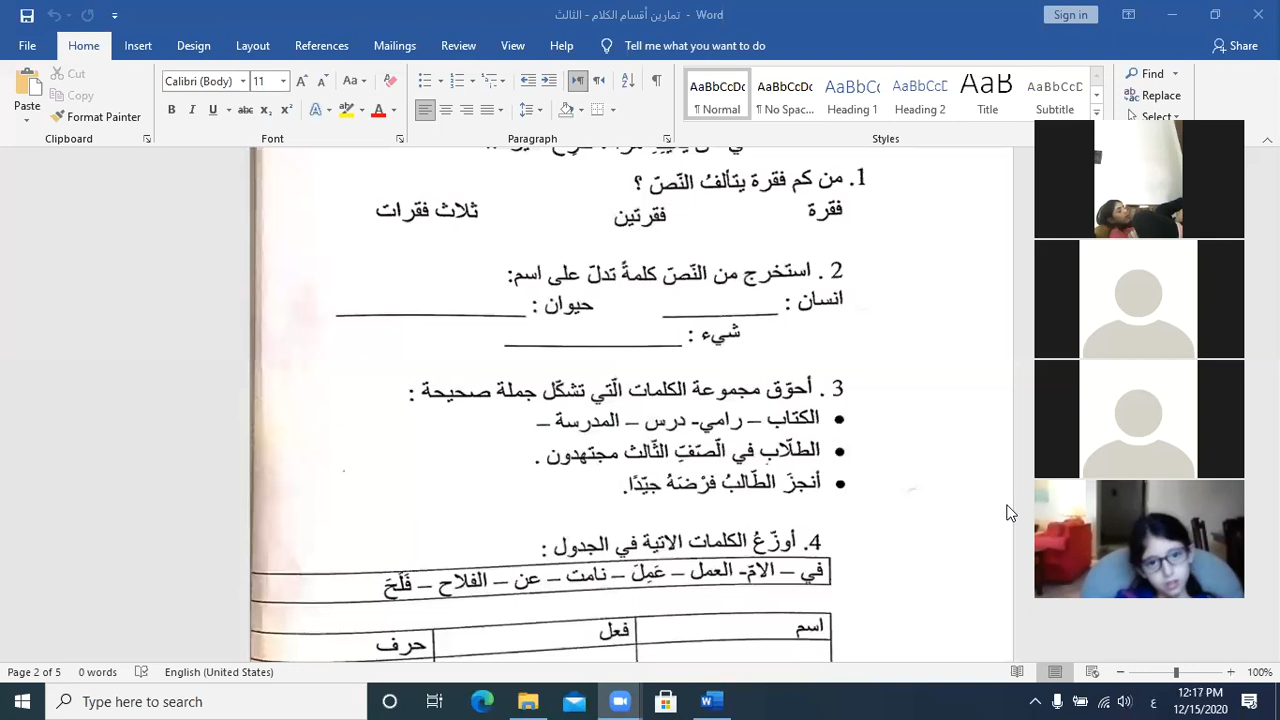 تمارين أقسام الكلام - الثالث - Word
Sign in
File Home Insert Design Layout References Mailings Review View Help Tell me what you want to do Share
Paste
Cut
Copy
Format Painter
Clipboard
Calibri (Body) 11
Font
Paragraph
AaBbCcDc AaBbCcDc AaBbCc AaBbCcD AaB AaBbCcD
¶ Normal ¶ No Spac... Heading 1 Heading 2 Title Subtitle
Styles
Find
Replace
Select
1. من كم فقرة يتألفُ النّصّ ؟
فقرة فقرتين ثلاث فقرات
2 . استخرج من النّصّ كلمةً تدلّ على اسم:
انسان : ____________ حيوان : ____________________
شيء : ___________________
3 . أحوّق مجموعة الكلمات الّتي تشكّل جملة صحيحة :
• الكتاب – رامي- درس – المدرسة –
• الطلّاب في الّصّفِّ الثّالث مجتهدون .
• أنجزَ الطّالبُ فرْضَهُ جيّدًا.
4. أوزّعُ الكلمات الاتية في الجدول :
في – الامّ- العمل – عَمِلَ – نامت – عن – الفلاح – فَلَحَ
اسم فعل حرف
Page 2 of 5 0 words English (United States) 100%
Type here to search
ع 12:17 PM
12/15/2020